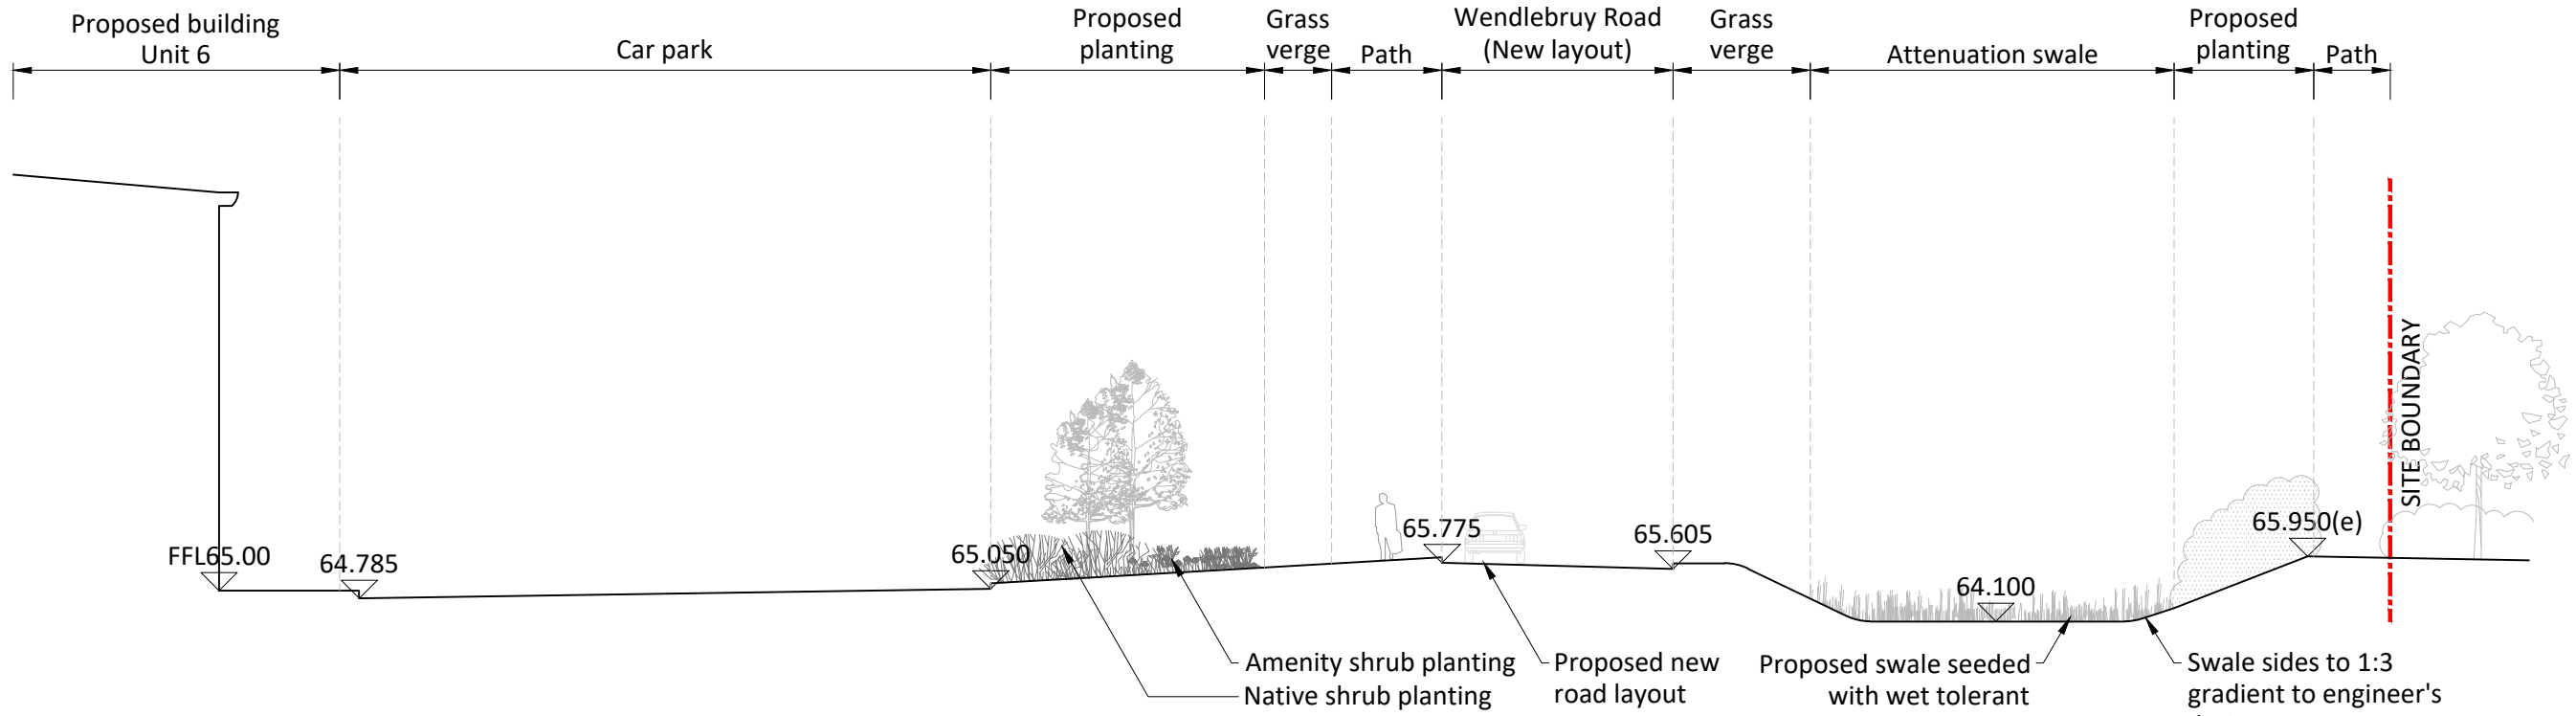 Proposed building
Unit 6
Car park
Proposed
planting
Grass
verge
Path
Wendlebruy Road
(New layout)
Grass
verge
Attenuation swale
Proposed
planting
Path
SITE BOUNDARY
FFL65.00
64.785
65.050
65.775
65.605
64.100
65.950(e)
Amenity shrub planting
Native shrub planting
Proposed new
road layout
Proposed swale seeded
with wet tolerant
Swale sides to 1:3
gradient to engineer's